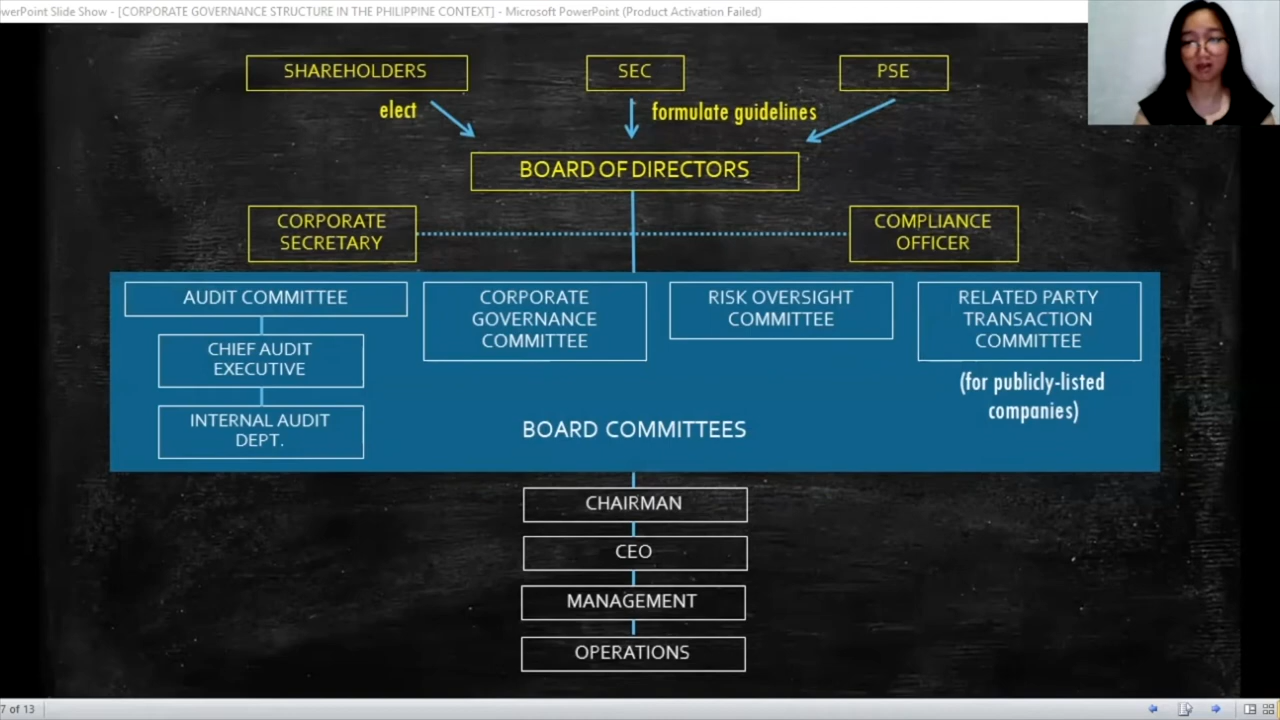 werPoint Slide Show - [CORPORATE GOVERNANCE STRUCTURE IN THE PHILIPPINE CONTEXT] - Microsoft PowerPoint (Product Activation Failed)
SHAREHOLDERS
SEC
PSE
elect
formulate guidelines
BOARD OF DIRECTORS
CORPORATE
SECRETARY
COMPLIANCE
OFFICER
AUDIT COMMITTEE
CHIEF AUDIT
EXECUTIVE
INTERNAL AUDIT
DEPT.
CORPORATE
GOVERNANCE
COMMITTEE
RISK OVERSIGHT
COMMITTEE
RELATED PARTY
TRANSACTION
COMMITTEE
(for publicly-listed
companies)
BOARD COMMITTEES
CHAIRMAN
CEO
MANAGEMENT
OPERATIONS
7 of 13